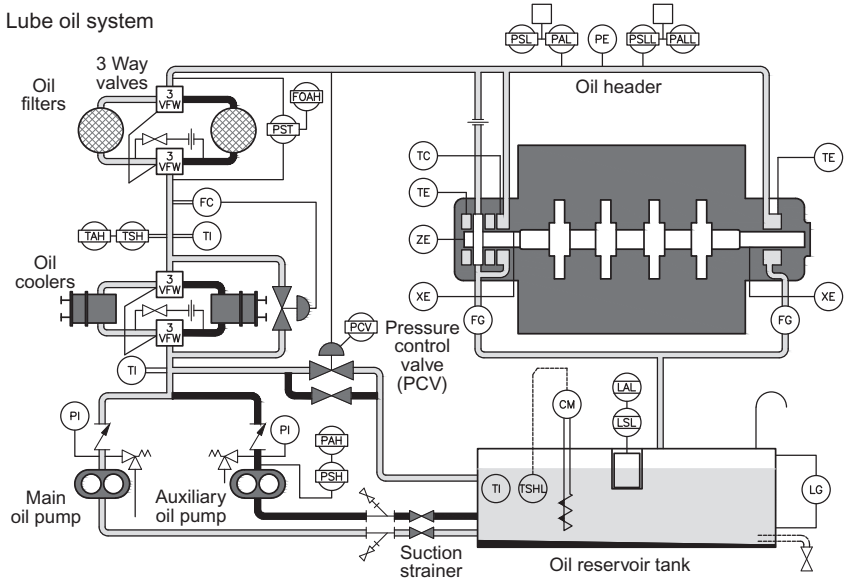 Lube oil system
PSL
PAL
PE
PSLL
PALL
3 Way
valves
Oil
filters
3
VFW
FOAH
PST
Oil header
3
VFW
TC
TE
TE
FC
ZE
TAH
TSH
TI
Oil
coolers
3
VFW
XE
XE
PCV
Pressure
control
valve
(PCV)
FG
FG
3
VFW
TI
LAL
CM
LSL
PI
PI
PAH
PSH
TI
TSHL
LG
Main
oil pump
Auxiliary
oil pump
Suction
strainer
Oil reservoir tank